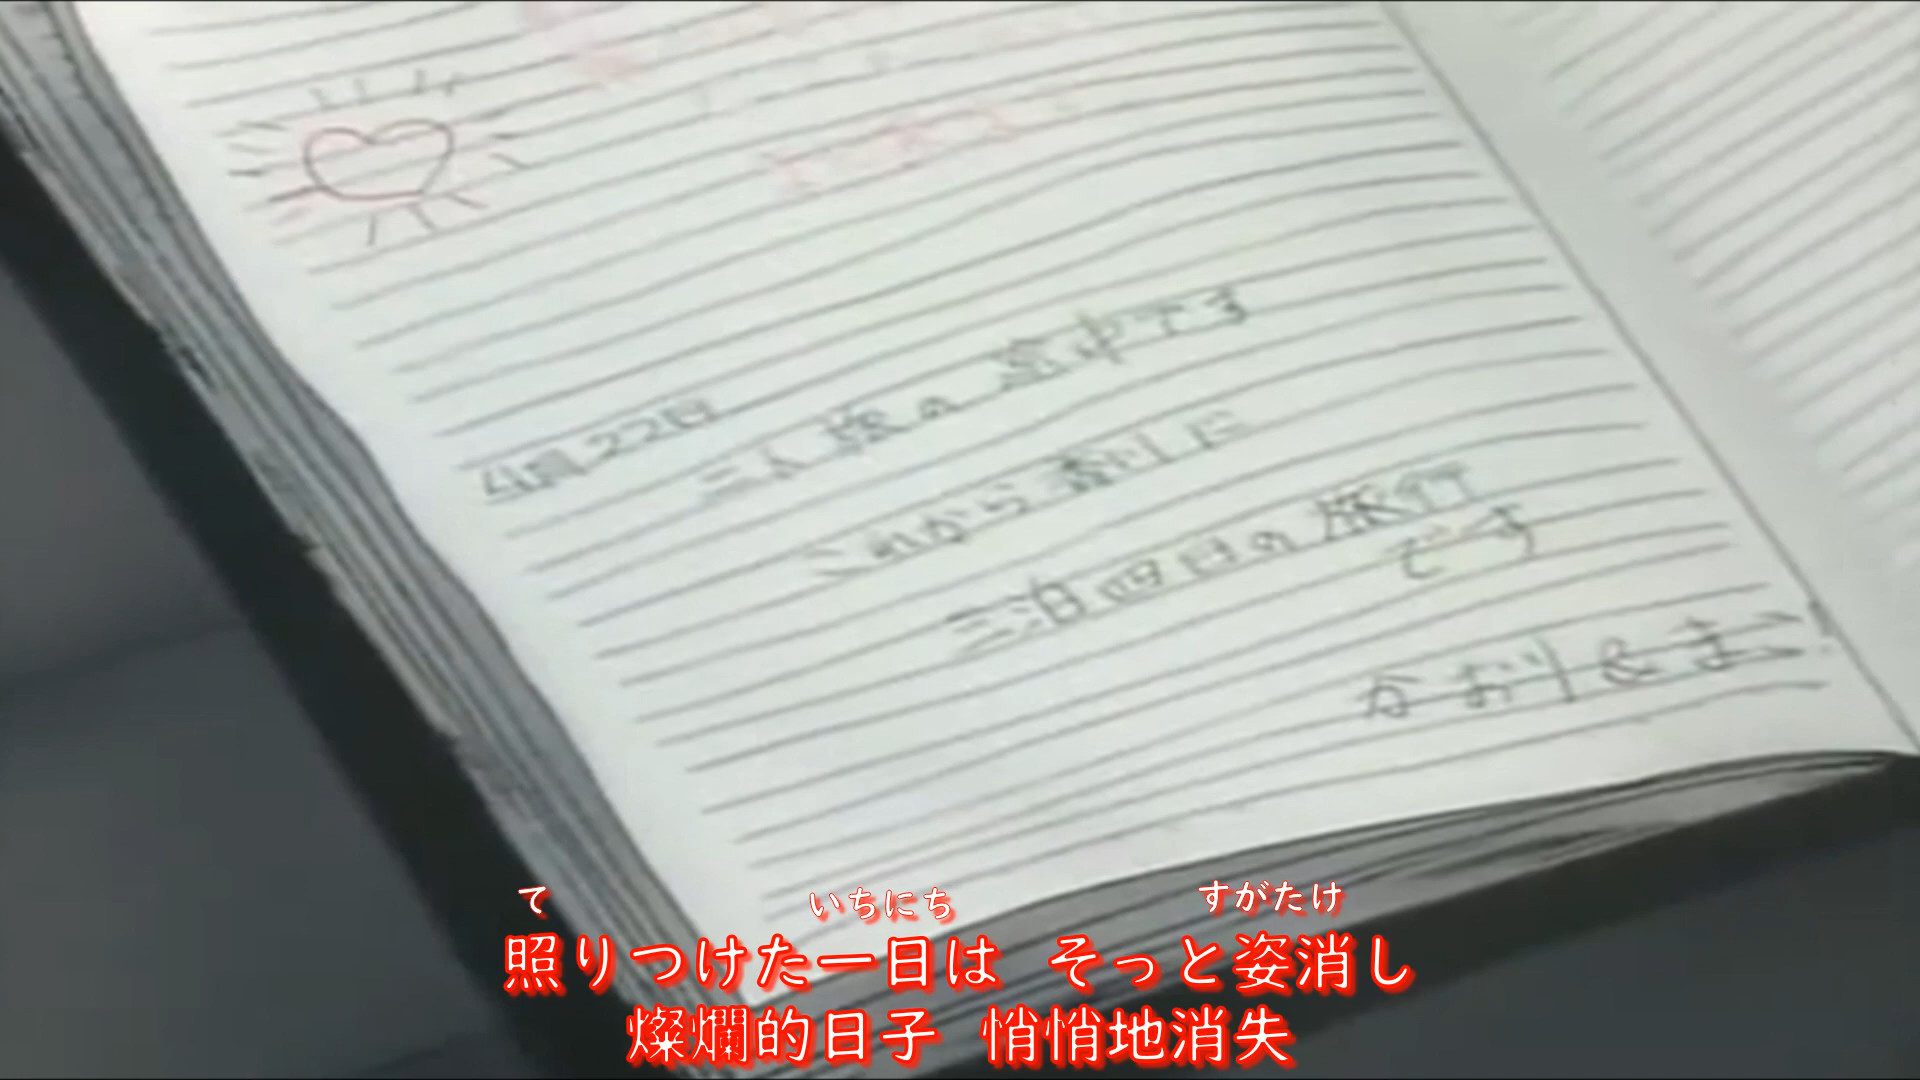 4月22日
二人旅の途中です
これから香川に
三泊四日の旅行
です
かおり&まこ
て いちにち すがたけ
照りつけた一日は そっと姿消し
燦爛的日子 悄悄地消失